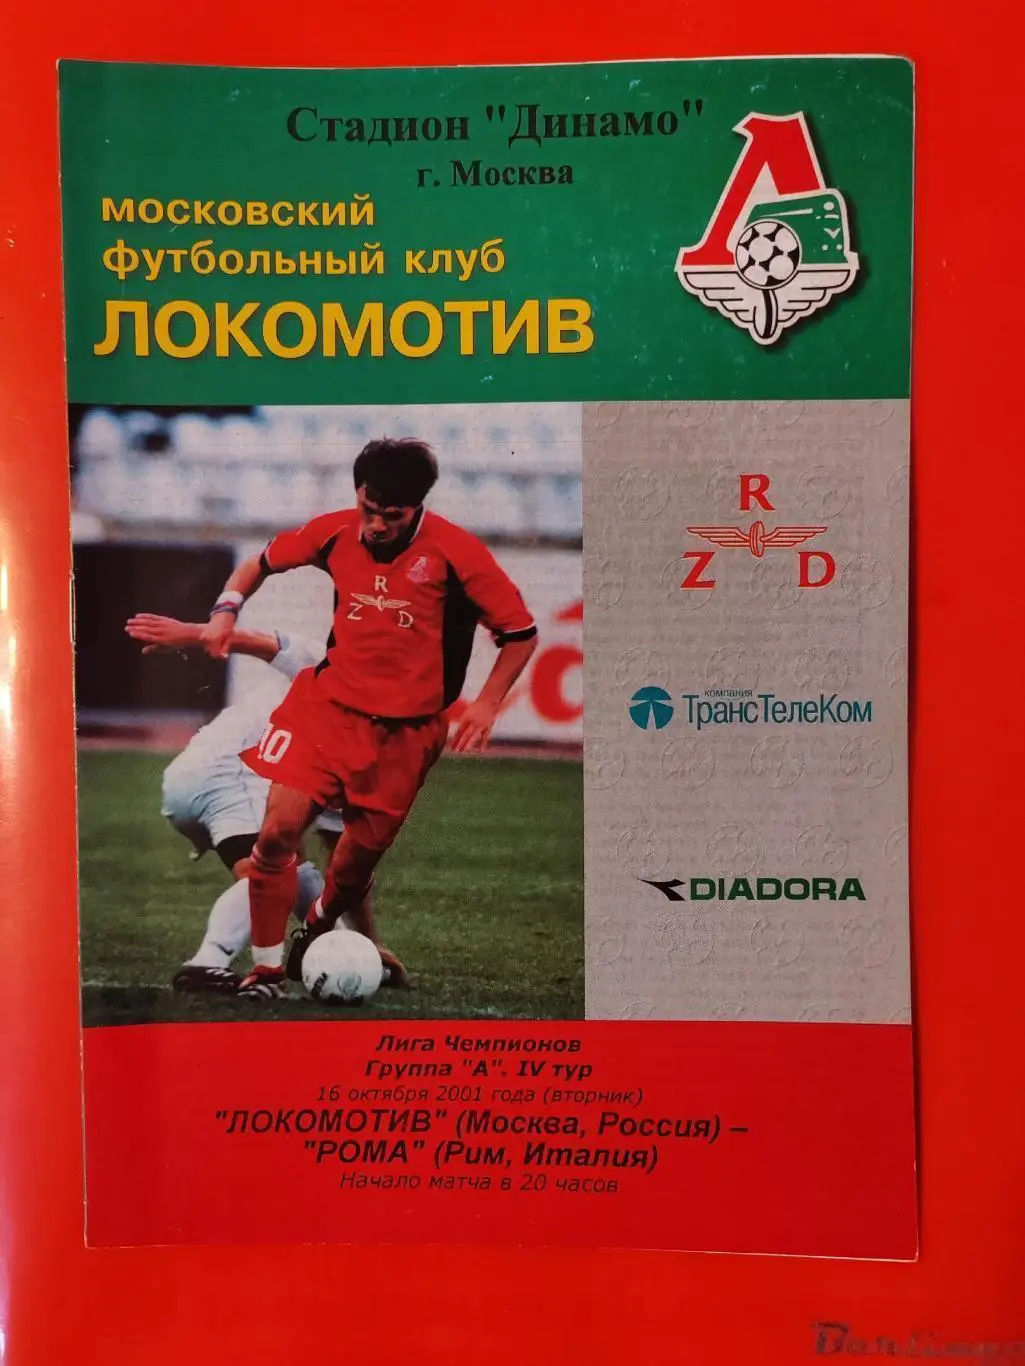 Стадион "Динамо"
г. Москва
московский
футбольный клуб
ЛОКОМОТИВ
R
Z D
R
Z D
10
компания
ТрансТелеКом
DIADORA
Лига Чемпионов
Группа "А". IV тур
16 октября 2001 года (вторник)
"ЛОКОМОТИВ" (Москва, Россия) –
"РОМА" (Рим, Италия)
Начало матча в 20 часов